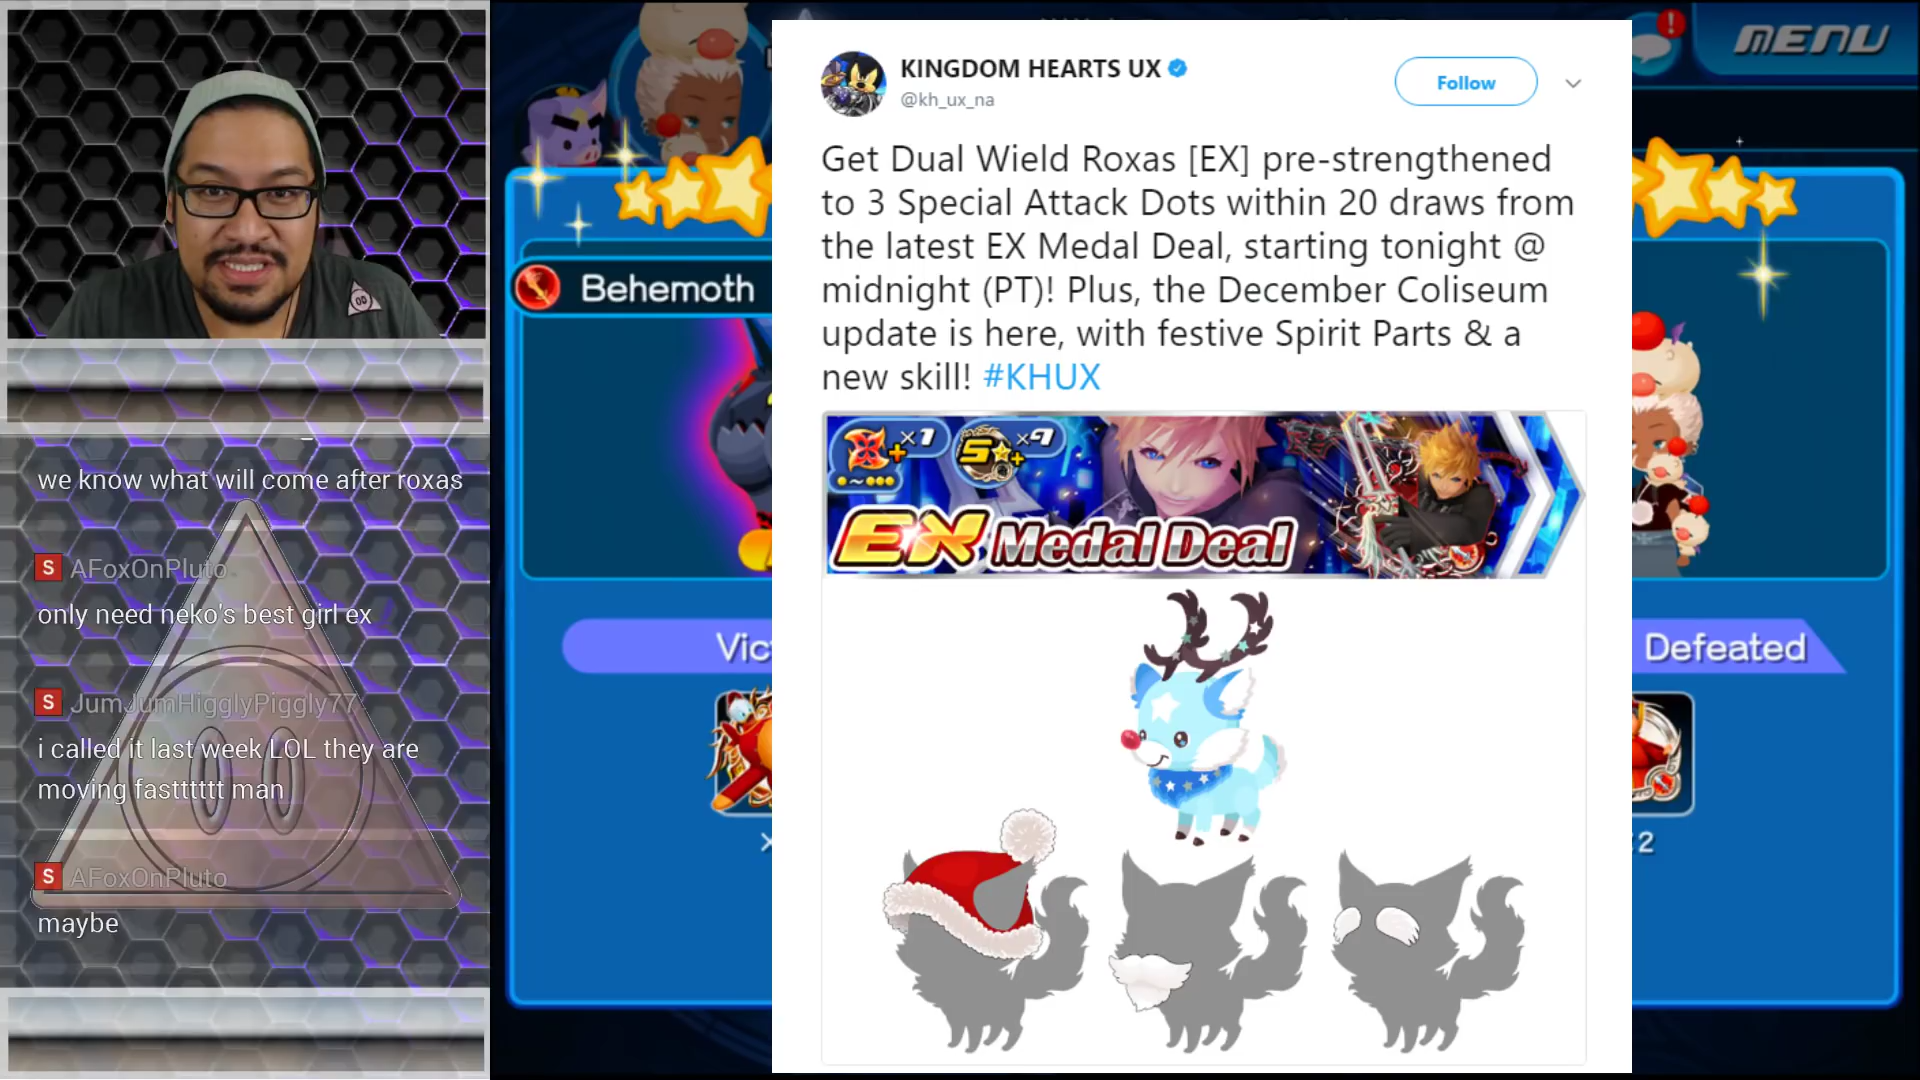 MENU
KINGDOM HEARTS UX
@kh_ux_na
Follow
Get Dual Wield Roxas [EX] pre-strengthened
to 3 Special Attack Dots within 20 draws from
the latest EX Medal Deal, starting tonight @
midnight (PT)! Plus, the December Coliseum
update is here, with festive Spirit Parts & a
new skill! #KHUX
x1
5 x9
EX Medal Deal
Behemoth
Vic
Defeated
2
we know what will come after roxas
S AFoxOnPluto
only need neko's best girl ex
S JumJumHigglyPiggly77
i called it last week LOL they are
moving fastttttt man
S AFoxOnPluto
maybe